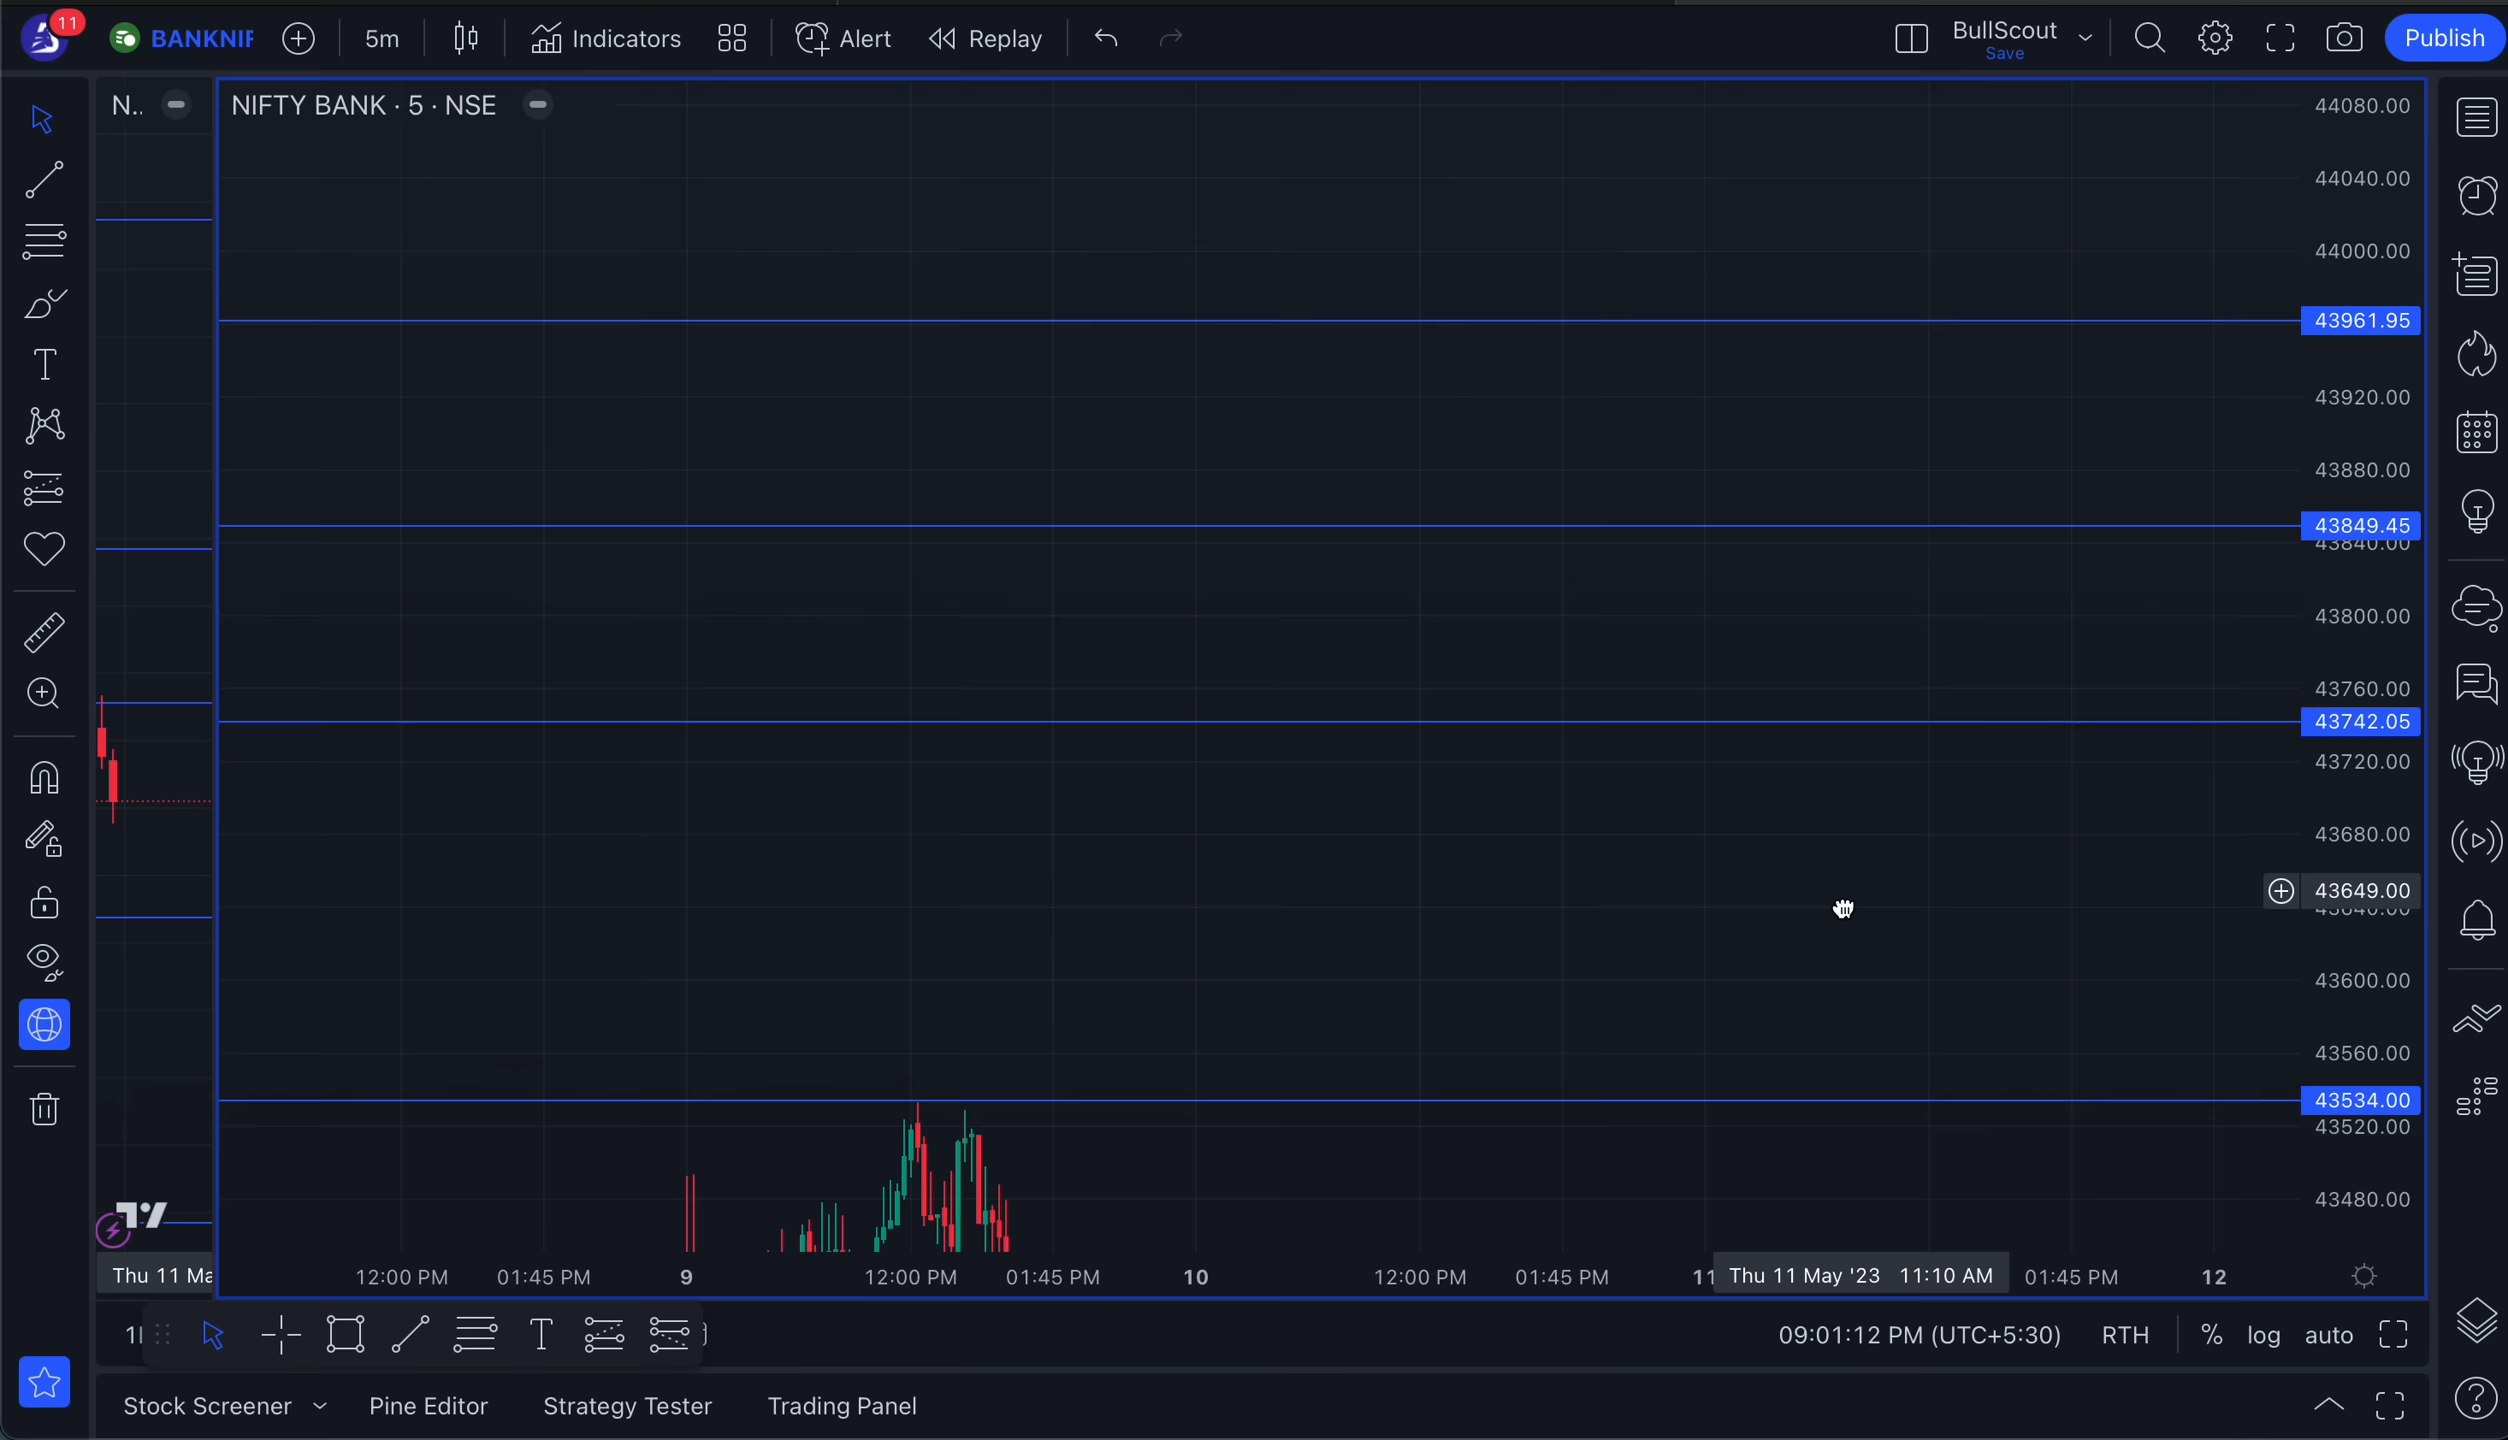 11
BANKNIF
5m
Indicators
Alert
Replay
BullScout
Save
Publish
N..
NIFTY BANK · 5 · NSE
44080.00
44040.00
44000.00
43961.95
43920.00
43880.00
43849.45
43840.00
43800.00
43760.00
43742.05
43720.00
43680.00
43649.00
43640.00
43600.00
43560.00
43534.00
43520.00
43480.00
Thu 11 Ma
12:00 PM 01:45 PM 9 12:00 PM 01:45 PM 10 12:00 PM 01:45 PM 11 Thu 11 May '23 11:10 AM 01:45 PM 12
09:01:12 PM (UTC+5:30) RTH % log auto
Stock Screener Pine Editor Strategy Tester Trading Panel